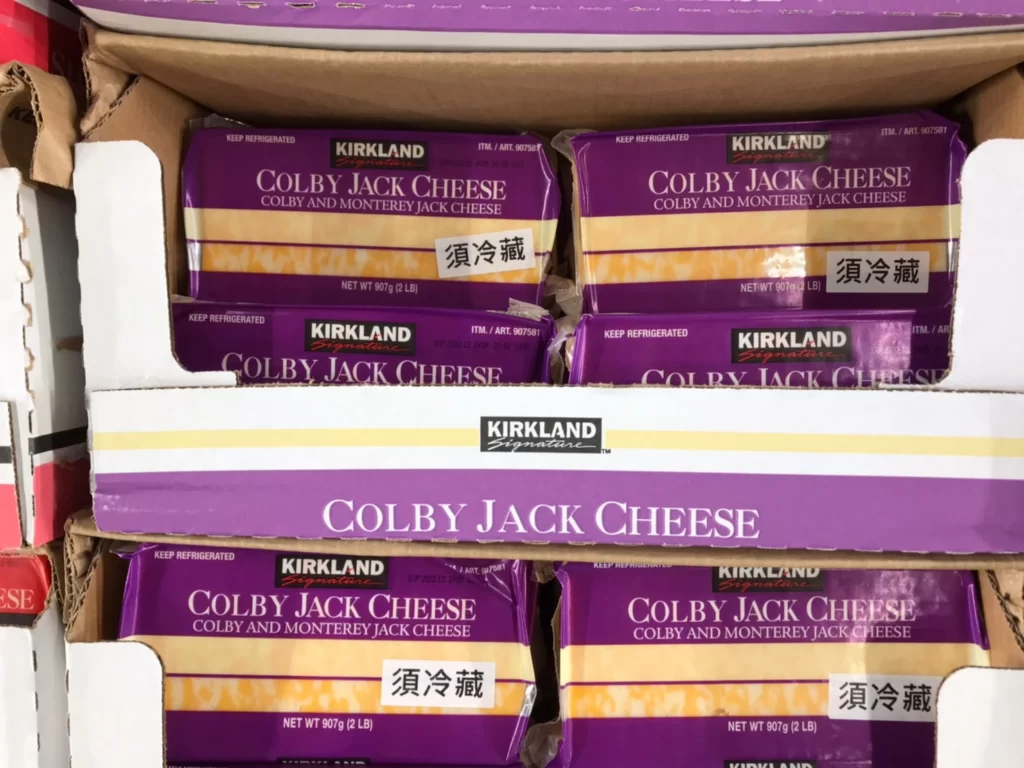 KEEP REFRIGERATED
KIRKLAND
Signature
ITM. / ART. 907581
COLBY JACK CHEESE
COLBY AND MONTEREY JACK CHEESE
須冷藏
NET WT 907g (2 LB)
KEEP REFRIGERATED
KIRKLAND
Signature
ITM. / ART. 907581
COLBY JACK CHEESE
COLBY AND MONTEREY JACK CHEESE
須冷藏
NET WT 907g (2 LB)
KEEP REFRIGERATED
KIRKLAND
Signature
ITM. / ART. 907581
COLBY JACK CHEESE
KEEP REFRIGERATED
KIRKLAND
Signature
ITM. / AR
COLBY JACK CHEESE
KIRKLAND
Signature™
COLBY JACK CHEESE
KEEP REFRIGERATED
KIRKLAND
Signature
/ ART. 907581
COLBY JACK CHEESE
COLBY AND MONTEREY JACK CHEESE
須冷藏
NET WT 907g (2 LB)
KEEP REFRIGERATED
KIRKLAND
Signature
COLBY JACK CHEESE
COLBY AND MONTEREY JACK CHEESE
須冷藏
NET WT 907g (2 LB)
ESE
KIRKLAND
KIRKLAND